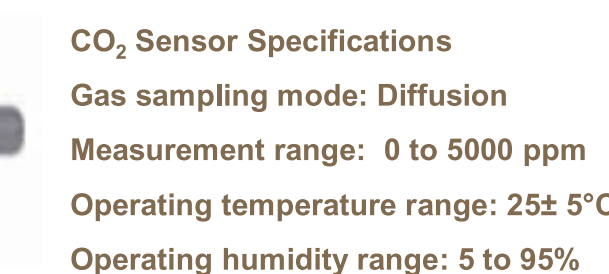 CO₂ Sensor Specifications
Gas sampling mode: Diffusion
Measurement range: 0 to 5000 ppm
Operating temperature range: 25± 5°C
Operating humidity range: 5 to 95%